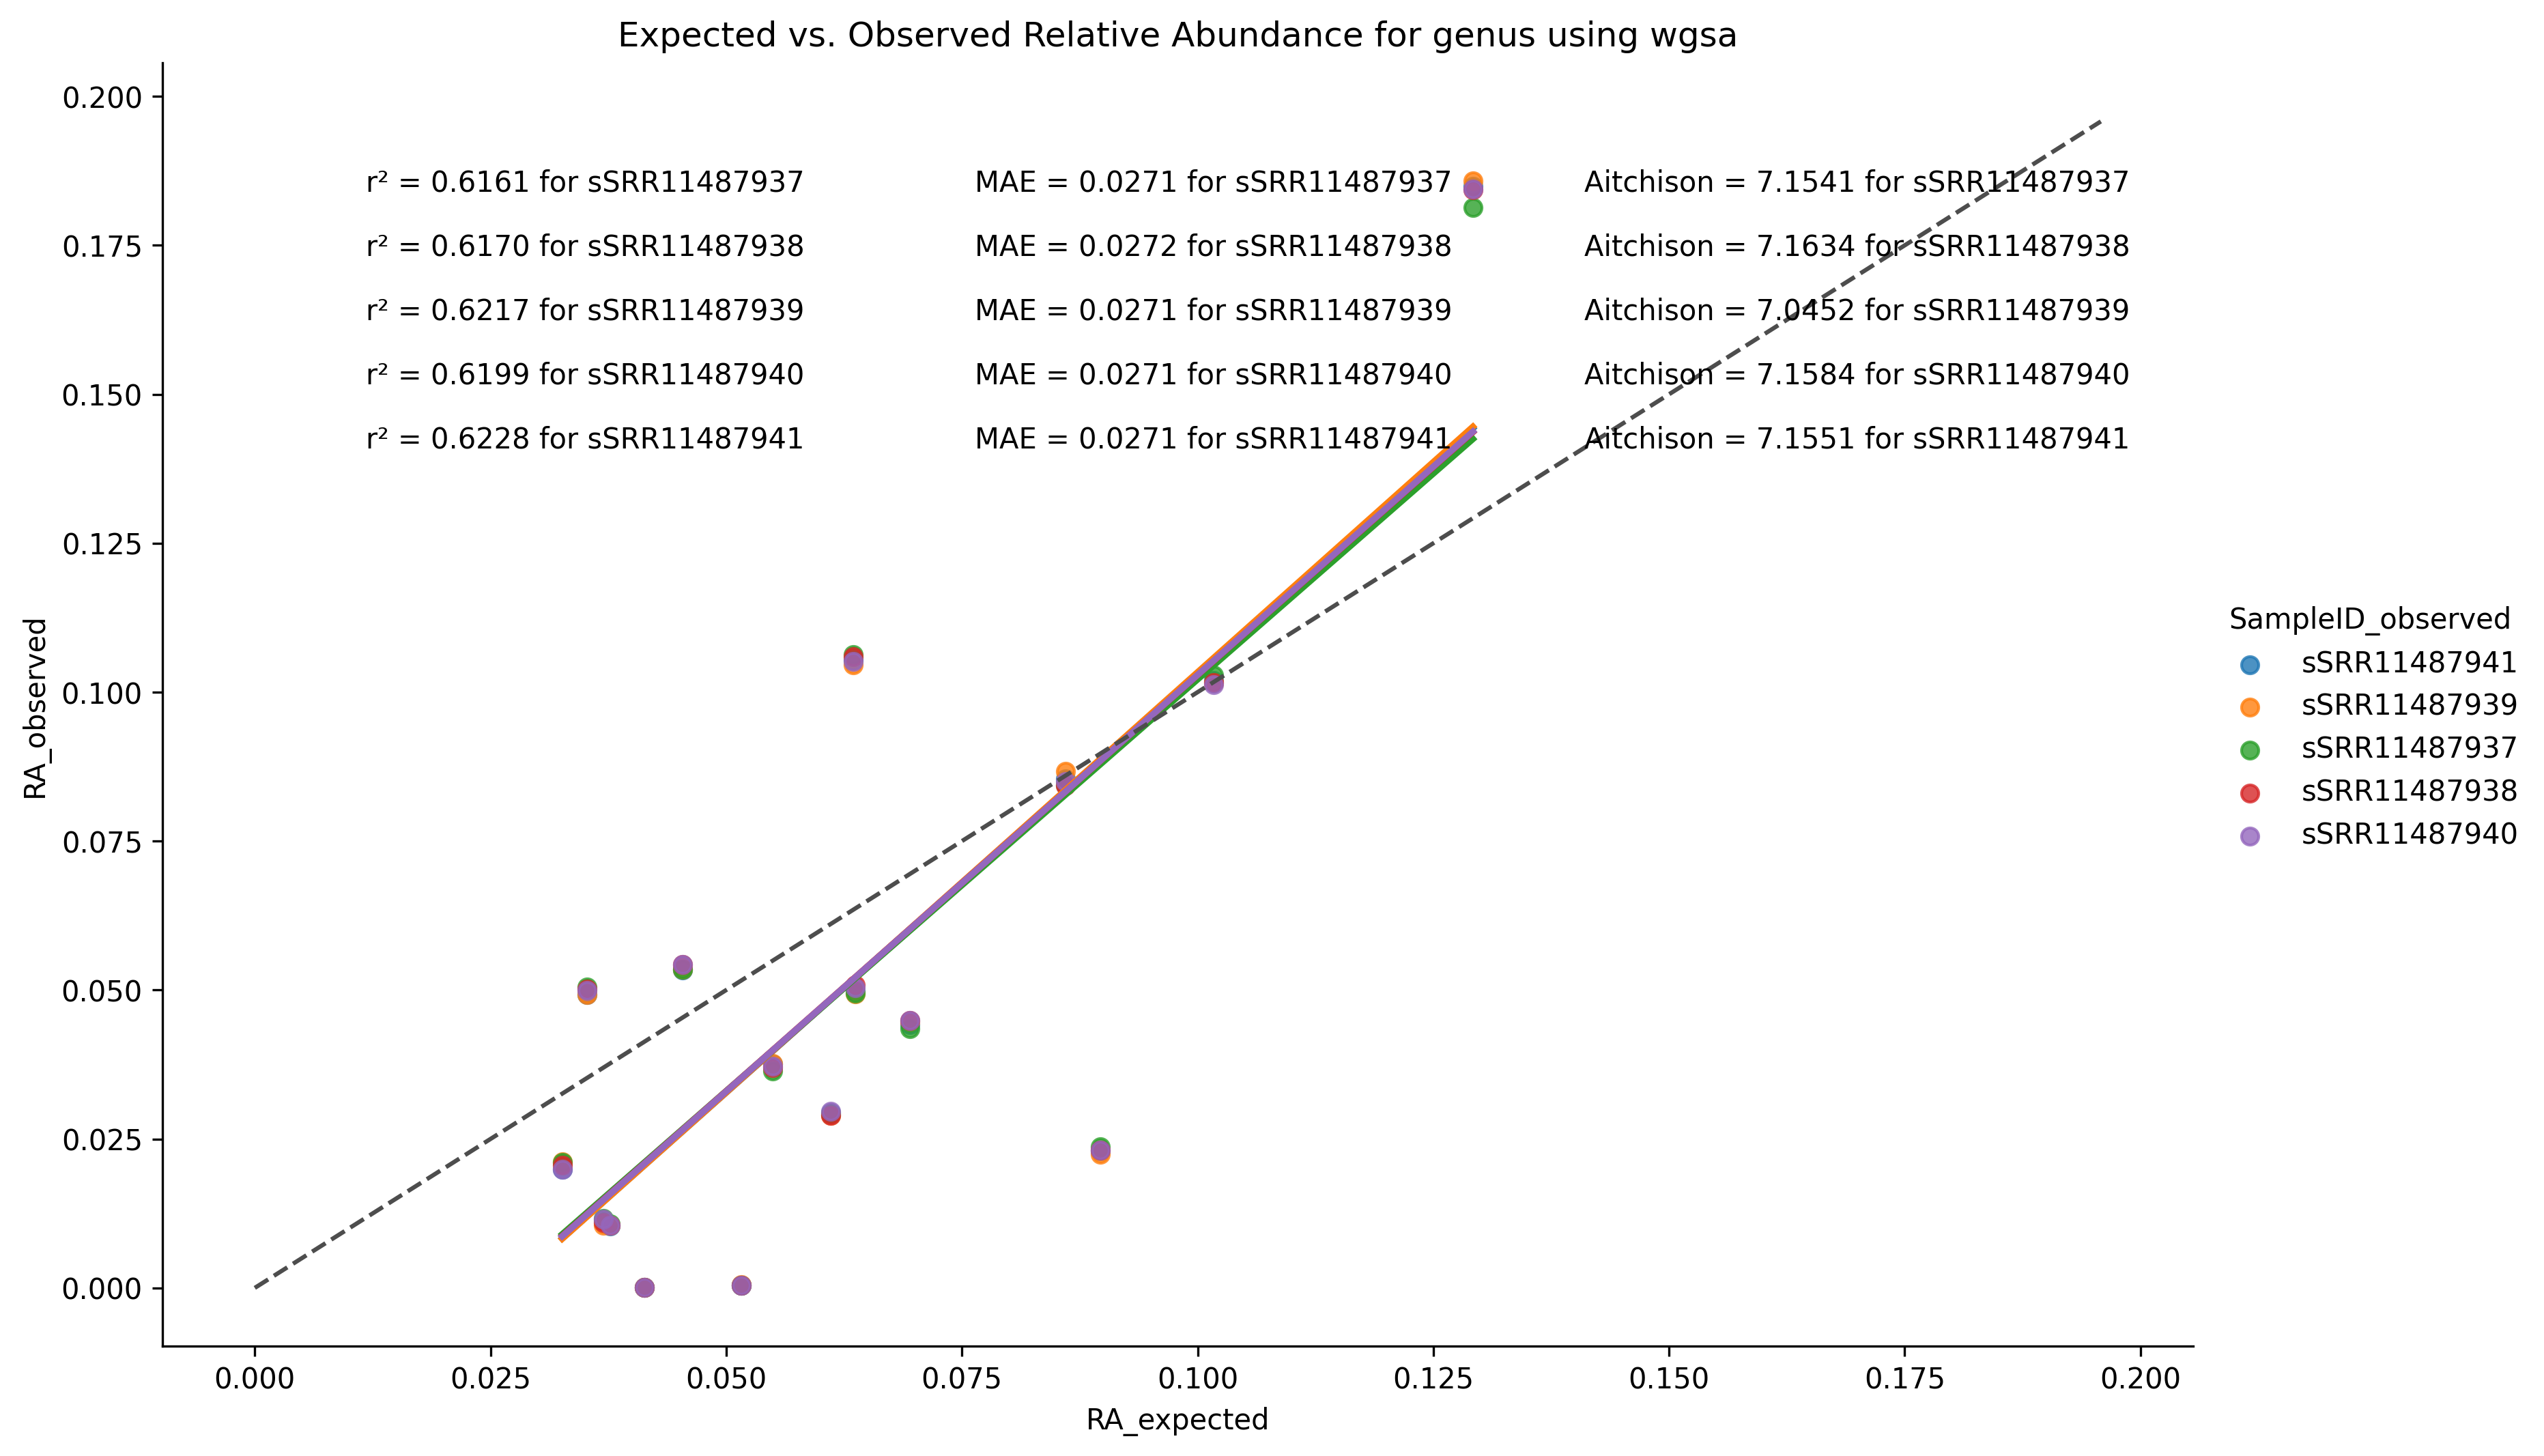 Expected vs. Observed Relative Abundance for genus using wgsa
0.200
0.175
0.150
0.125
0.100
0.075
0.050
0.025
0.000
RA_observed
r² = 0.6161 for sSRR11487937
MAE = 0.0271 for sSRR11487937
Aitchison = 7.1541 for sSRR11487937
r² = 0.6170 for sSRR11487938
MAE = 0.0272 for sSRR11487938
Aitchison = 7.1634 for sSRR11487938
r² = 0.6217 for sSRR11487939
MAE = 0.0271 for sSRR11487939
Aitchison = 7.0452 for sSRR11487939
r² = 0.6199 for sSRR11487940
MAE = 0.0271 for sSRR11487940
Aitchison = 7.1584 for sSRR11487940
r² = 0.6228 for sSRR11487941
MAE = 0.0271 for sSRR11487941
Aitchison = 7.1551 for sSRR11487941
SampleID_observed
sSRR11487941
sSRR11487939
sSRR11487937
sSRR11487938
sSRR11487940
0.000
0.025
0.050
0.075
0.100
0.125
0.150
0.175
0.200
RA_expected